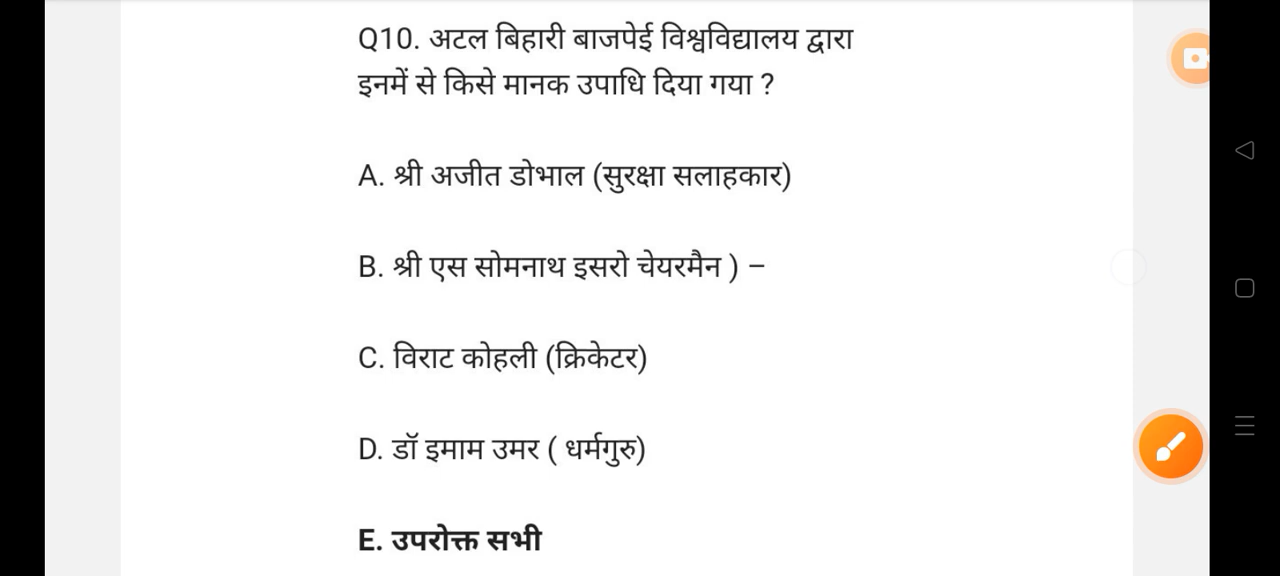 Q10. अटल बिहारी बाजपेई विश्वविद्यालय द्वारा
इनमें से किसे मानक उपाधि दिया गया ?
A. श्री अजीत डोभाल (सुरक्षा सलाहकार)
B. श्री एस सोमनाथ इसरो चेयरमैन ) –
C. विराट कोहली (क्रिकेटर)
D. डॉ इमाम उमर ( धर्मगुरु)
E. उपरोक्त सभी